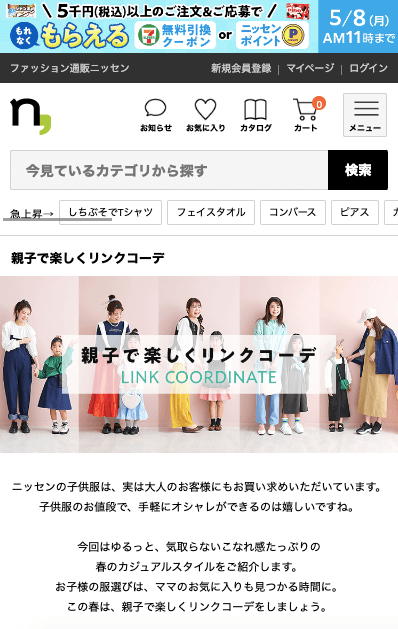 5千円(税込)以上のご注文&ご応募で
もれなく もらえる 無料引換クーポン or ニッセンポイント
5/8(月)
AM11時まで
ファッション通販ニッセン 新規会員登録 | マイページ | ログイン
n,
お知らせ お気に入り カタログ カート 0 メニュー
今見ているカテゴリから探す 検索
急上昇→ しちぶそでTシャツ フェイスタオル コンバース ピアス
親子で楽しくリンクコーデ
親子で楽しくリンクコーデ
LINK COORDINATE
ニッセンの子供服は、実は大人のお客様にもお買い求めいただいています。
子供服のお値段で、手軽にオシャレができるのは嬉しいですね。
今回はゆるっと、気取らないこなれ感たっぷりの
春のカジュアルスタイルをご紹介します。
お子様の服選びは、ママのお気に入りも見つかる時間に。
この春は、親子で楽しくリンクコーデをしましょう。